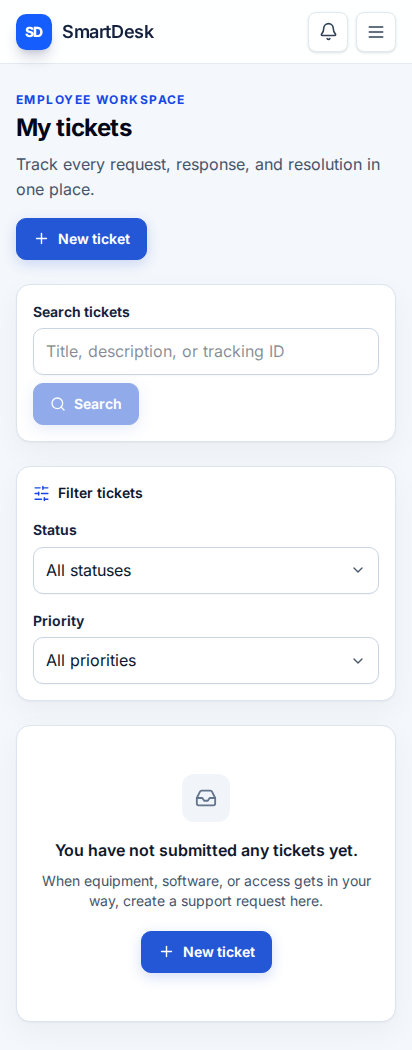 SD SmartDesk
EMPLOYEE WORKSPACE
My tickets
Track every request, response, and resolution in
one place.
New ticket
Search tickets
Title, description, or tracking ID
Search
Filter tickets
Status
All statuses
Priority
All priorities
You have not submitted any tickets yet.
When equipment, software, or access gets in your
way, create a support request here.
New ticket